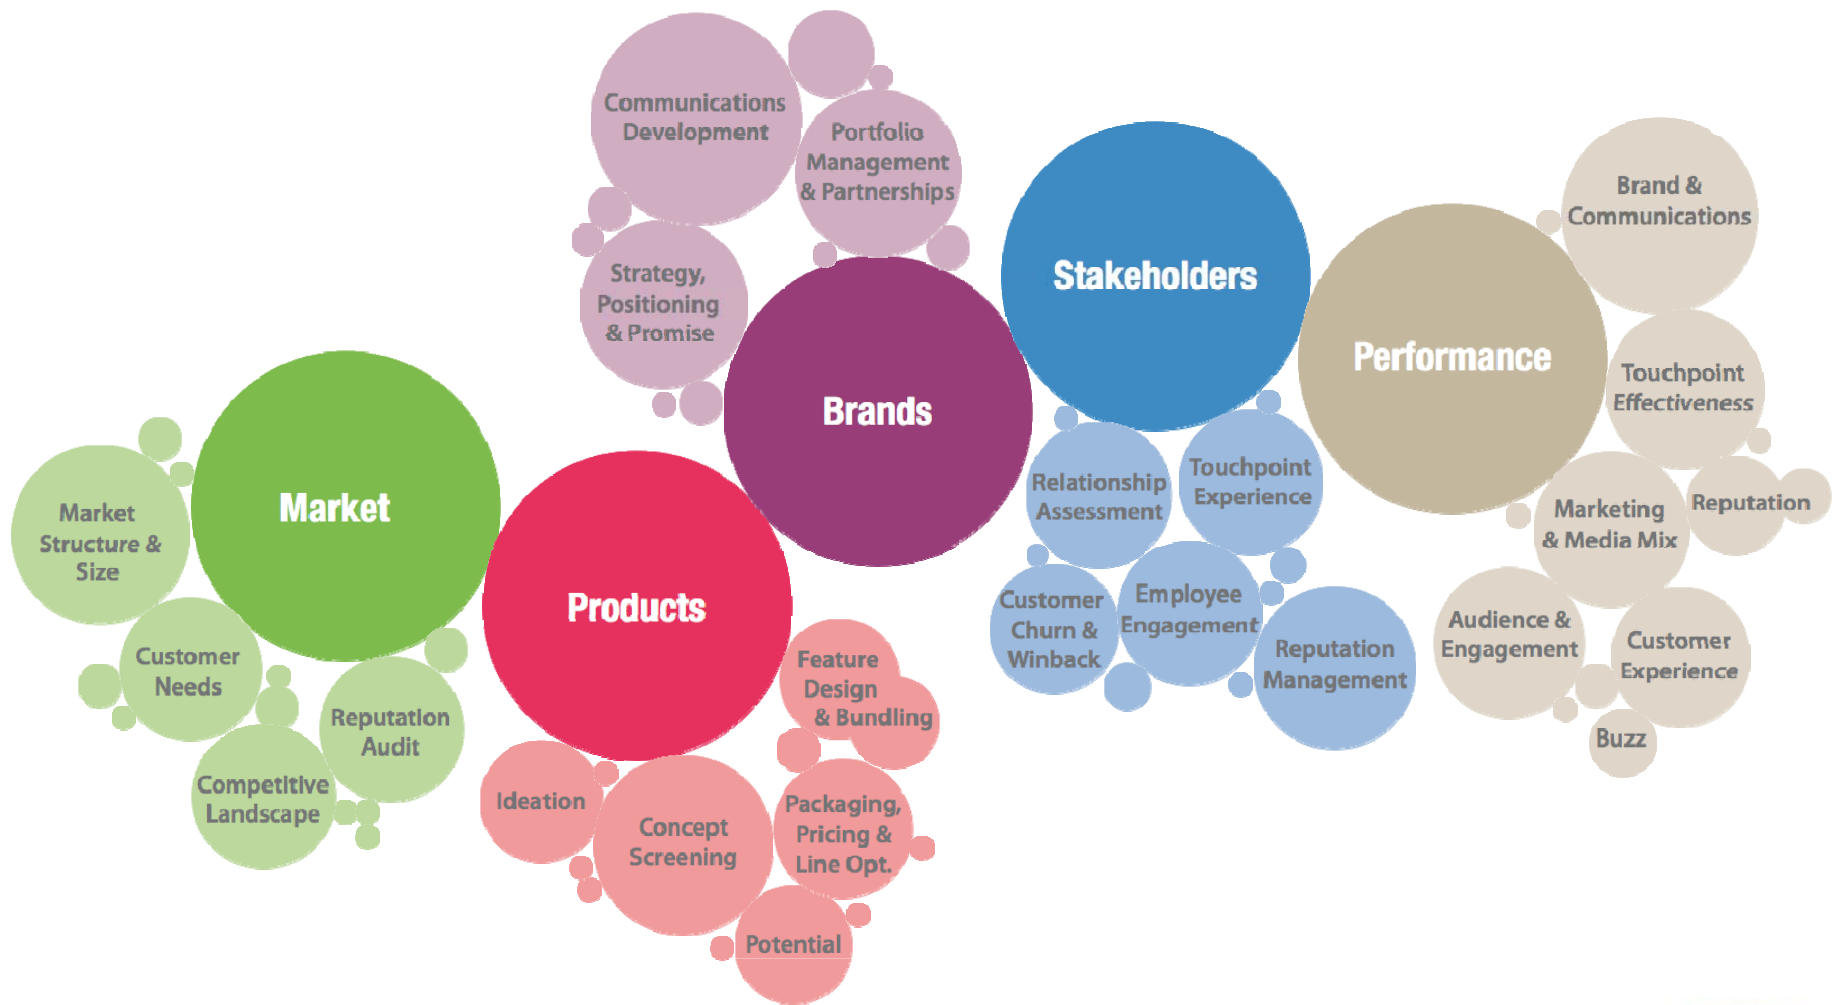 Communications
Development
Portfolio
Management
& Partnerships
Strategy,
Positioning
& Promise
Brands
Stakeholders
Relationship
Assessment
Touchpoint
Experience
Customer
Churn &
Winback
Employee
Engagement
Reputation
Management
Performance
Brand &
Communications
Touchpoint
Effectiveness
Marketing
& Media Mix
Reputation
Audience &
Engagement
Customer
Experience
Buzz
Market
Market
Structure &
Size
Customer
Needs
Reputation
Audit
Competitive
Landscape
Products
Feature
Design
& Bundling
Ideation
Concept
Screening
Packaging,
Pricing &
Line Opt.
Potential